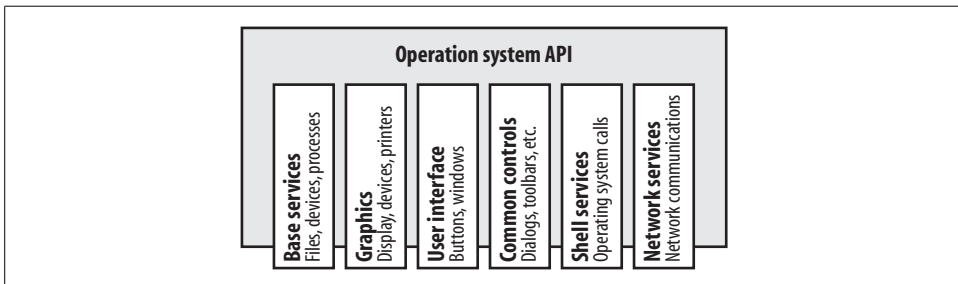 Operation system API
Base services
Files, devices, processes
Graphics
Display, devices, printers
User interface
Buttons, windows
Common controls
Dialogs, toolbars, etc.
Shell services
Operating system calls
Network services
Network communications